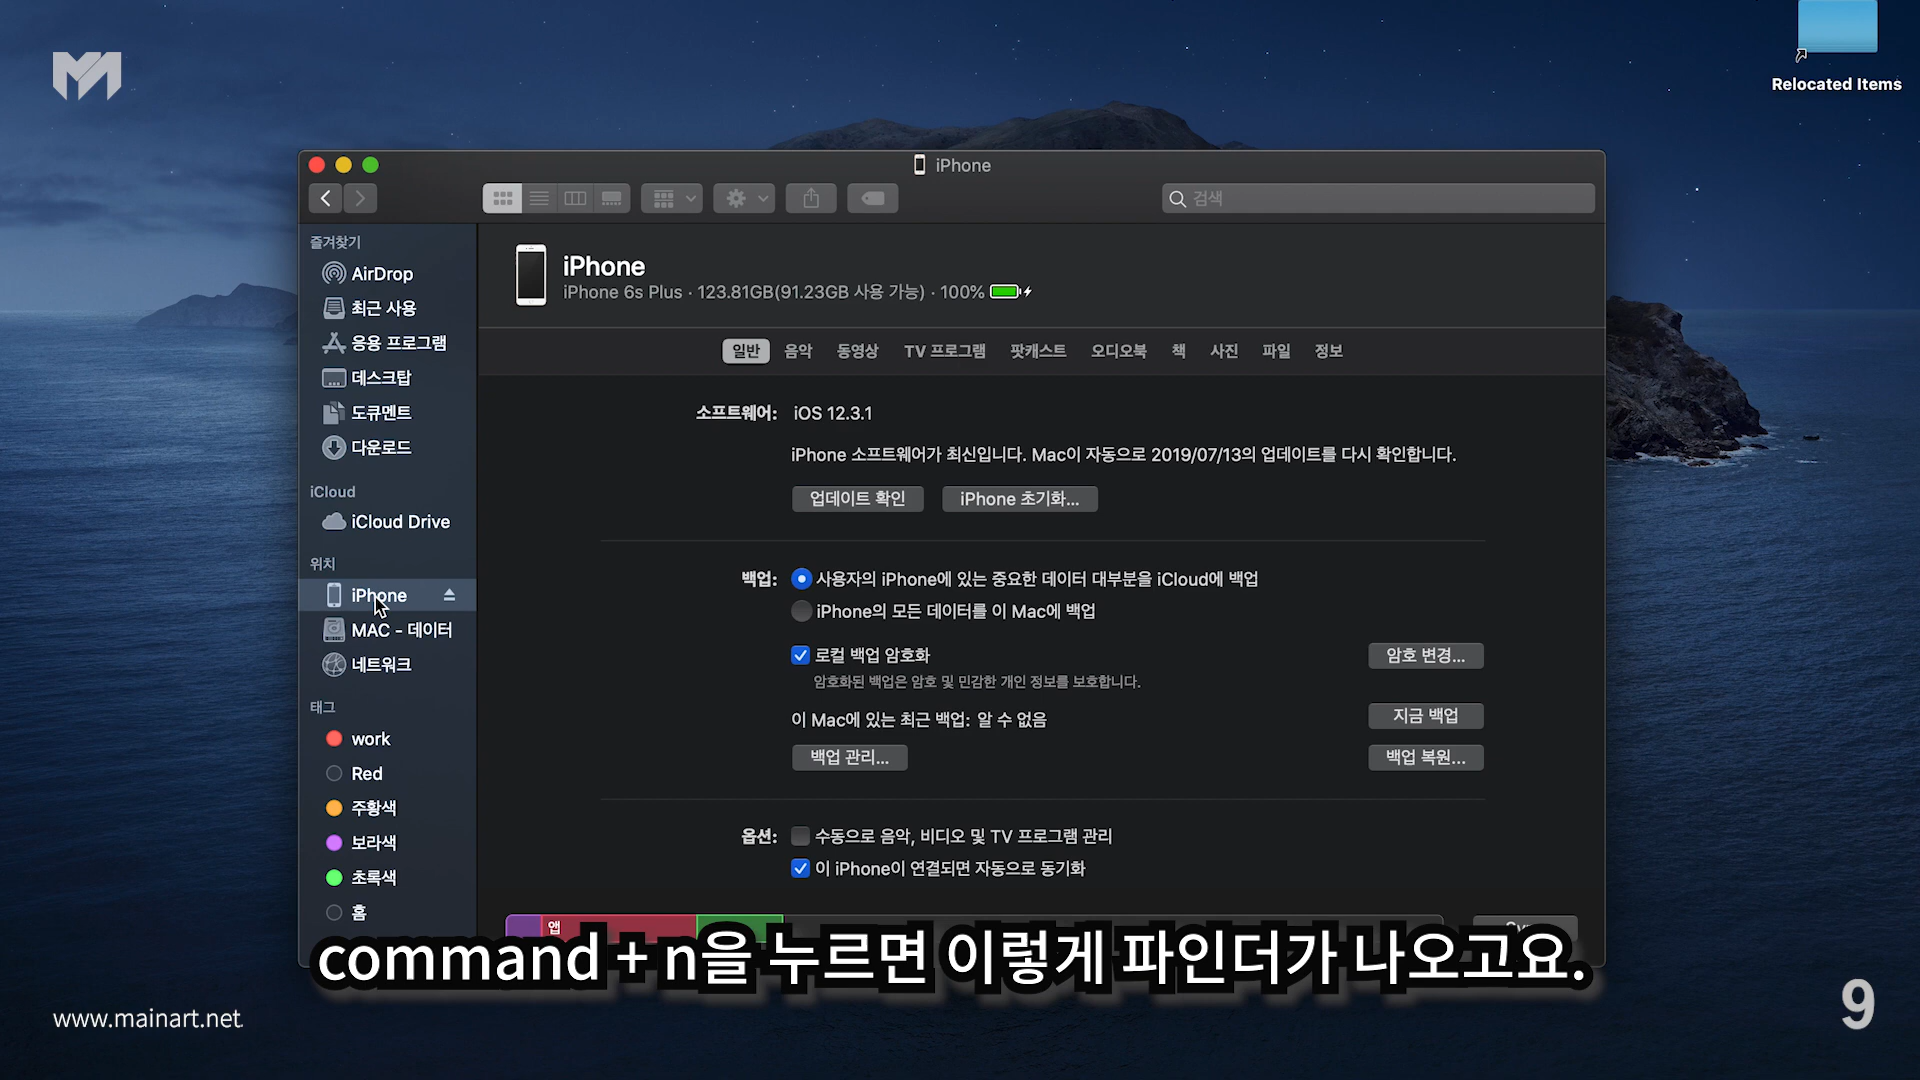 Relocated Items
iPhone
검색
즐겨찾기
AirDrop
최근 사용
응용 프로그램
데스크탑
도큐멘트
다운로드
iCloud
iCloud Drive
위치
iPhone
MAC - 데이터
네트워크
태그
work
Red
주황색
보라색
초록색
홈
iPhone
iPhone 6s Plus · 123.81GB(91.23GB 사용 가능) · 100%
일반 음악 동영상 TV 프로그램 팟캐스트 오디오북 책 사진 파일 정보
소프트웨어: iOS 12.3.1
iPhone 소프트웨어가 최신입니다. Mac이 자동으로 2019/07/13의 업데이트를 다시 확인합니다.
업데이트 확인 iPhone 초기화...
백업: 사용자의 iPhone에 있는 중요한 데이터 대부분을 iCloud에 백업
iPhone의 모든 데이터를 이 Mac에 백업
로컬 백업 암호화 암호 변경...
암호화된 백업은 암호 및 민감한 개인 정보를 보호합니다.
이 Mac에 있는 최근 백업: 알 수 없음 지금 백업
백업 관리... 백업 복원...
옵션: 수동으로 음악, 비디오 및 TV 프로그램 관리
이 iPhone이 연결되면 자동으로 동기화
앱
command + n을 누르면 이렇게 파인더가 나오고요.
www.mainart.net
9